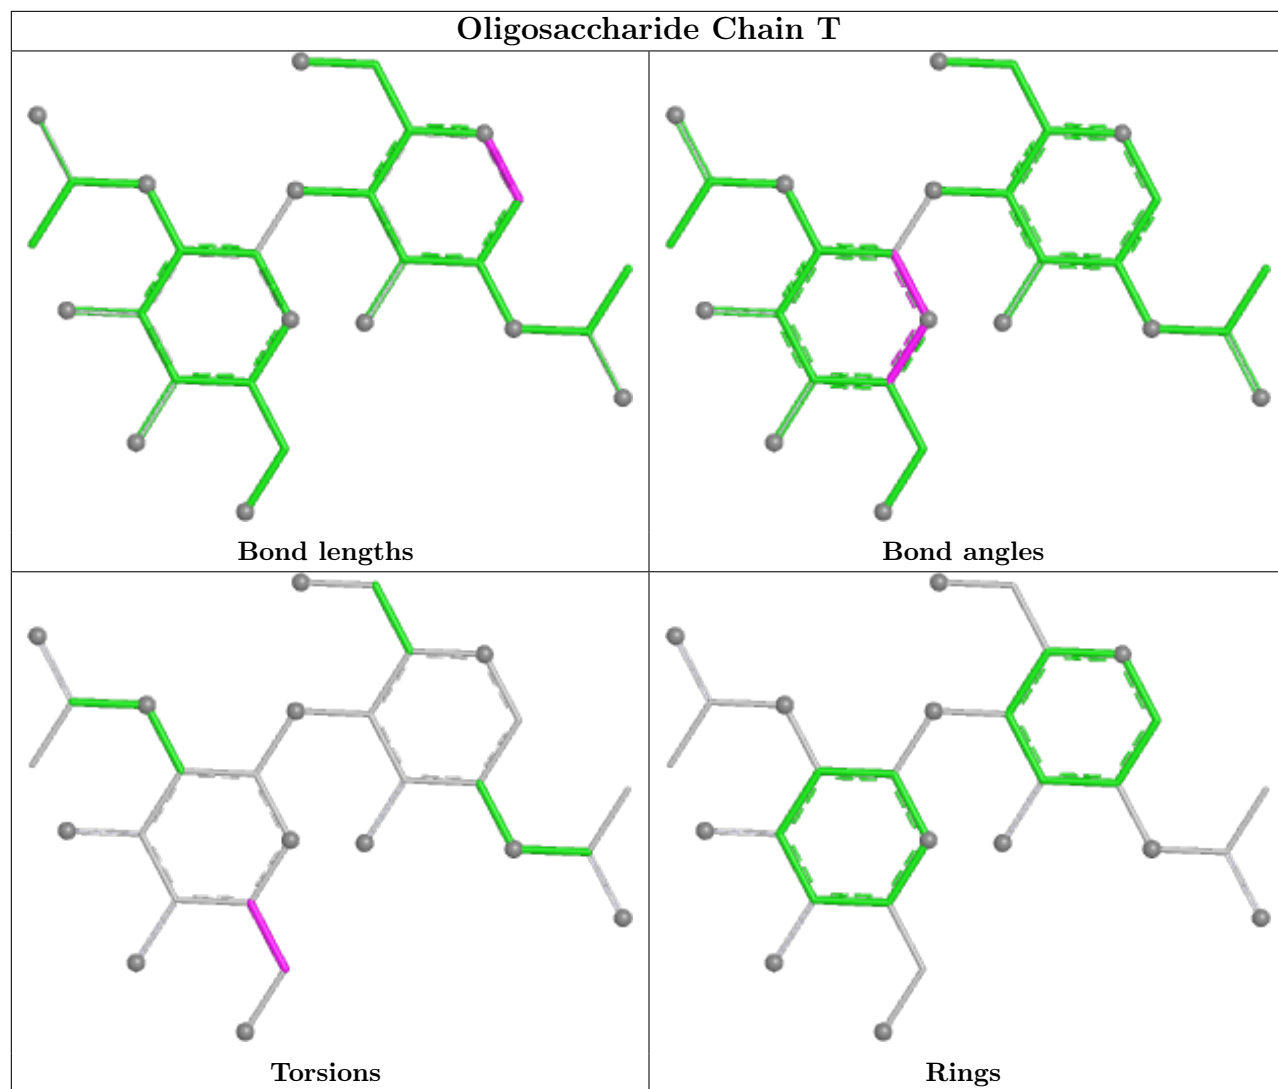 Oligosaccharide Chain T
Bond lengths
Bond angles
Torsions
Rings